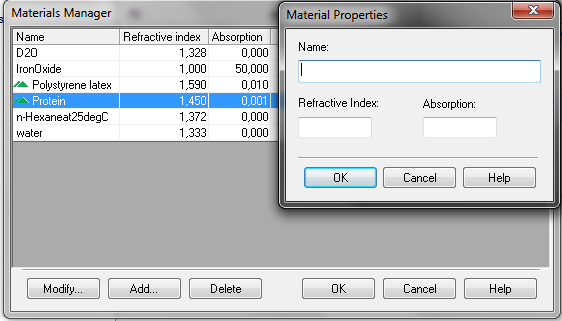 Materials Manager
Name Refractive index Absorption
D2O 1,328 0,000
IronOxide 1,000 50,000
Polystyrene latex 1,590 0,010
Protein 1,450 0,001
n-Hexaneat25degC 1,372 0,000
water 1,333 0,000
Modify... Add... Delete OK Cancel Help
Material Properties
Name:
Refractive Index: Absorption:
OK Cancel Help